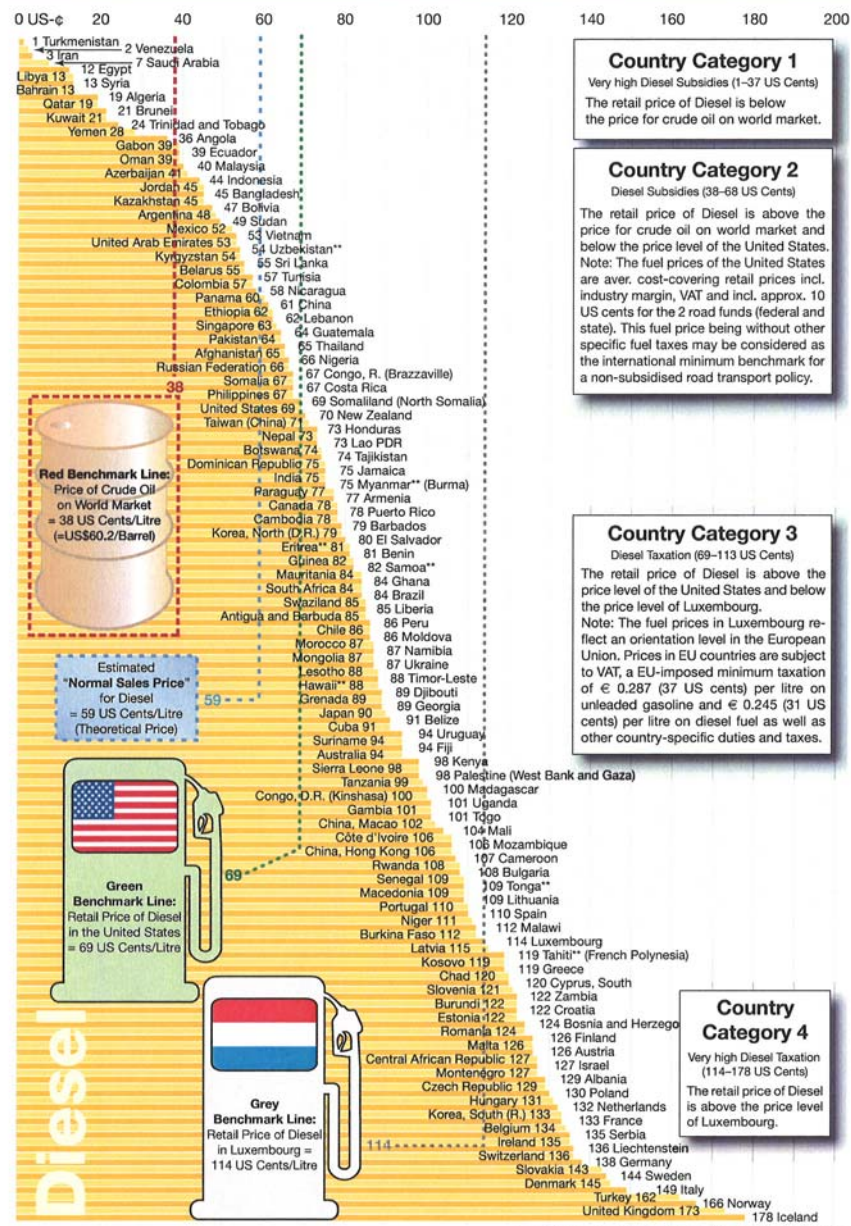 0 US-¢ 20 40 60 80 100 120 140 160 180 200
1 Turkmenistan
2 Venezuela
3 Iran
7 Saudi Arabia
12 Egypt
Libya 13
13 Syria
Bahrain 13
19 Algeria
Qatar 19
21 Brunei
Kuwait 21
24 Trinidad and Tobago
Yemen 28
36 Angola
Gabon 39
39 Ecuador
Oman 39
40 Malaysia
Azerbaijan 41
44 Indonesia
Jordan 45
45 Bangladesh
Kazakhstan 45
47 Bolivia
Argentina 48
49 Sudan
Mexico 52
53 Vietnam
United Arab Emirates 53
54 Uzbekistan**
Kyrgyzstan 54
55 Sri Lanka
Belarus 55
57 Tunisia
Colombia 57
58 Nicaragua
Panama 60
61 China
Ethiopia 62
62 Lebanon
Singapore 63
64 Guatemala
Pakistan 64
65 Thailand
Afghanistan 65
66 Nigeria
Russian Federation 66
67 Congo, R. (Brazzaville)
Somalia 67
67 Costa Rica
Philippines 67
69 Somaliland (North Somalia)
United States 69
70 New Zealand
Taiwan (China) 71
73 Honduras
Nepal 73
73 Lao PDR
Botswana 74
74 Tajikistan
Dominican Republic 75
75 Jamaica
India 75
75 Myanmar** (Burma)
Paraguay 77
77 Armenia
Canada 78
78 Puerto Rico
Cambodia 78
79 Barbados
Korea, North (D.R.) 79
80 El Salvador
Eritrea** 81
81 Benin
Guinea 82
82 Samoa**
Mauritania 84
84 Ghana
South Africa 84
84 Brazil
Swaziland 85
85 Liberia
Antigua and Barbuda 85
86 Peru
Chile 86
86 Moldova
Morocco 87
87 Namibia
Mongolia 87
87 Ukraine
Lesotho 88
88 Timor-Leste
Hawaii** 88
89 Djibouti
Grenada 89
89 Georgia
Japan 90
91 Belize
Cuba 91
94 Uruguay
Suriname 94
94 Fiji
Australia 94
98 Kenya
Sierra Leone 98
98 Palestine (West Bank and Gaza)
Tanzania 99
100 Madagascar
Congo, D.R. (Kinshasa) 100
101 Uganda
Gambia 101
101 Togo
China, Macao 102
104 Mali
Côte d'Ivoire 106
106 Mozambique
China, Hong Kong 106
107 Cameroon
Rwanda 108
108 Bulgaria
Senegal 109
109 Tonga**
Macedonia 109
109 Lithuania
Portugal 110
110 Spain
Niger 111
112 Malawi
Burkina Faso 112
114 Luxembourg
Latvia 115
119 Tahiti** (French Polynesia)
Kosovo 119
119 Greece
Chad 120
120 Cyprus, South
Slovenia 121
122 Zambia
Burundi 122
122 Croatia
Estonia 122
124 Bosnia and Herzego
Romania 124
126 Finland
Malta 126
126 Austria
Central African Republic 127
127 Israel
Montenegro 127
129 Albania
Czech Republic 129
130 Poland
Hungary 131
132 Netherlands
Korea, South (R.) 133
133 France
Belgium 134
135 Serbia
Ireland 135
136 Liechtenstein
Switzerland 136
138 Germany
Slovakia 143
144 Sweden
Denmark 145
149 Italy
Turkey 162
166 Norway
United Kingdom 173
178 Iceland
38
Red Benchmark Line:
Price of Crude Oil
on World Market
= 38 US Cents/Litre
(=US$60.2/Barrel)
Estimated
"Normal Sales Price"
for Diesel
= 59 US Cents/Litre
(Theoretical Price)
59
Green
Benchmark Line:
Retail Price of Diesel
in the United States
= 69 US Cents/Litre
69
Grey
Benchmark Line:
Retail Price of Diesel
in Luxembourg =
114 US Cents/Litre
114
Diesel
Country Category 1
Very high Diesel Subsidies (1–37 US Cents)
The retail price of Diesel is below
the price for crude oil on world market.
Country Category 2
Diesel Subsidies (38–68 US Cents)
The retail price of Diesel is above the
price for crude oil on world market and
below the price level of the United States.
Note: The fuel prices of the United States
are aver. cost-covering retail prices incl.
industry margin, VAT and incl. approx. 10
US cents for the 2 road funds (federal and
state). This fuel price being without other
specific fuel taxes may be considered as
the international minimum benchmark for
a non-subsidised road transport policy.
Country Category 3
Diesel Taxation (69–113 US Cents)
The retail price of Diesel is above the
price level of the United States and below
the price level of Luxembourg.
Note: The fuel prices in Luxembourg re-
flect an orientation level in the European
Union. Prices in EU countries are subject
to VAT, a EU-imposed minimum taxation
of € 0.287 (37 US cents) per litre on
unleaded gasoline and € 0.245 (31 US
cents) per litre on diesel fuel as well as
other country-specific duties and taxes.
Country
Category 4
Very high Diesel Taxation
(114–178 US Cents)
The retail price of Diesel
is above the price level
of Luxembourg.